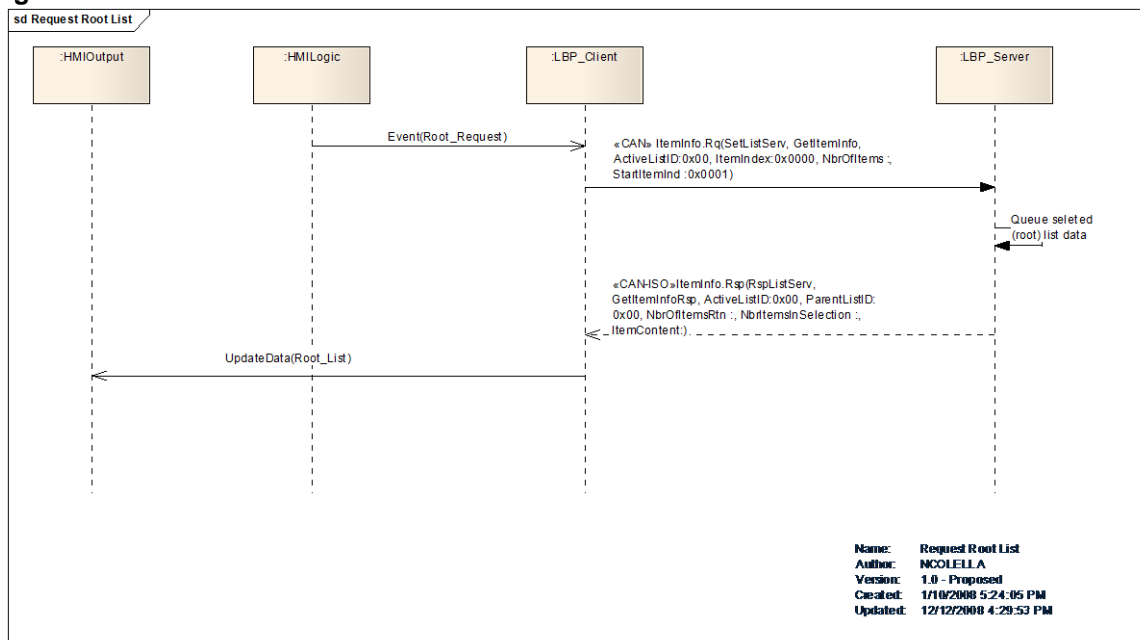 sd Request Root List
:HMIOutput
:HMILogic
:LBP_Client
:LBP_Server
Event(Root_Request)
«CAN» ItemInfo.Rq(SetListServ, GetItemInfo,
ActiveListID:0x00, ItemIndex:0x0000, NbrOfItems :,
StartItemInd :0x0001)
Queue seleted
(root) list data
«CAN-ISO»ItemInfo.Rsp(RspListServ,
GetItemInfoRsp, ActiveListID:0x00, ParentListID:
0x00, NbrOfItemsRtn :, NbrItemsInSelection :,
ItemContent:)
UpdateData(Root_List)
Name: Request Root List
Author: NCOLELLA
Version: 1.0 - Proposed
Created: 1/10/2008 5:24:05 PM
Updated: 12/12/2008 4:29:53 PM